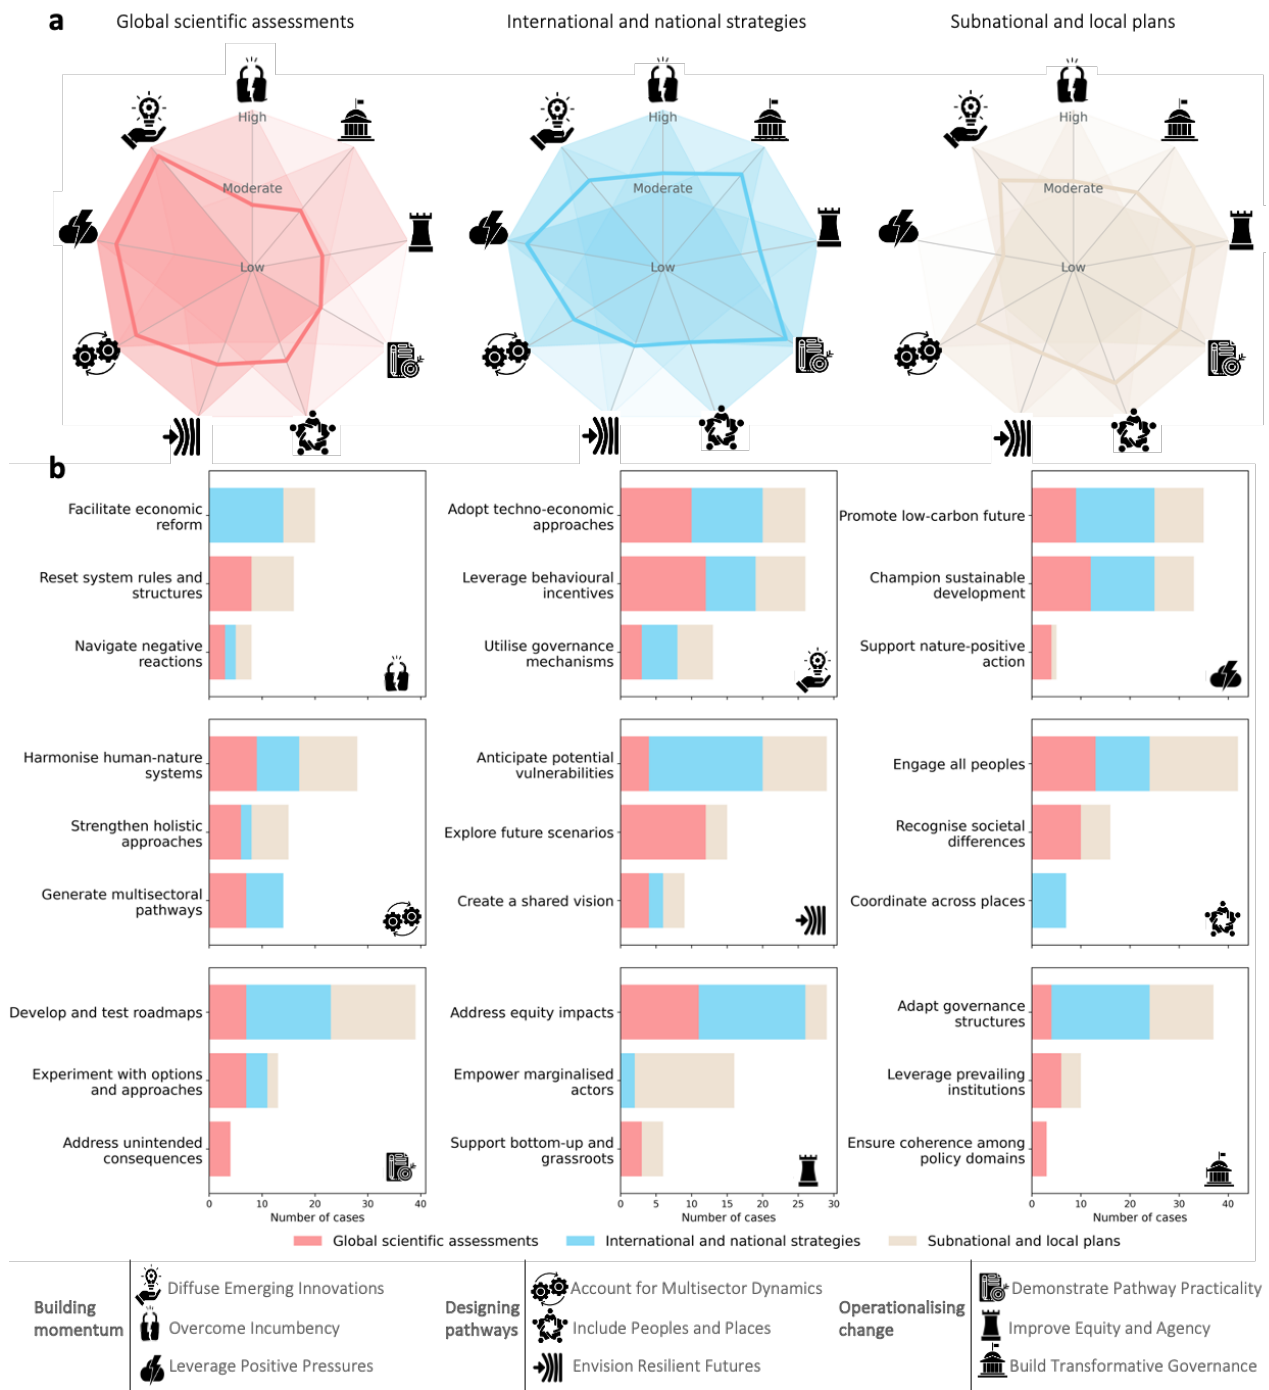 a
Global scientific assessments
International and national strategies
Subnational and local plans
High
Moderate
Low
High
Moderate
Low
High
Moderate
Low
b
Facilitate economic
reform
Reset system rules and
structures
Navigate negative
reactions
Adopt techno-economic
approaches
Leverage behavioural
incentives
Utilise governance
mechanisms
Promote low-carbon future
Champion sustainable
development
Support nature-positive
action
Harmonise human-nature
systems
Strengthen holistic
approaches
Generate multisectoral
pathways
Anticipate potential
vulnerabilities
Explore future scenarios
Create a shared vision
Engage all peoples
Recognise societal
differences
Coordinate across places
Develop and test roadmaps
Experiment with options
and approaches
Address unintended
consequences
0 10 20 30 40
Number of cases
Address equity impacts
Empower marginalised
actors
Support bottom-up and
grassroots
0 5 10 15 20 25 30
Number of cases
Adapt governance
structures
Leverage prevailing
institutions
Ensure coherence among
policy domains
0 10 20 30 40
Number of cases
Global scientific assessments
International and national strategies
Subnational and local plans
Building
momentum
Diffuse Emerging Innovations
Overcome Incumbency
Leverage Positive Pressures
Designing
pathways
Account for Multisector Dynamics
Include Peoples and Places
Envision Resilient Futures
Operationalising
change
Demonstrate Pathway Practicality
Improve Equity and Agency
Build Transformative Governance